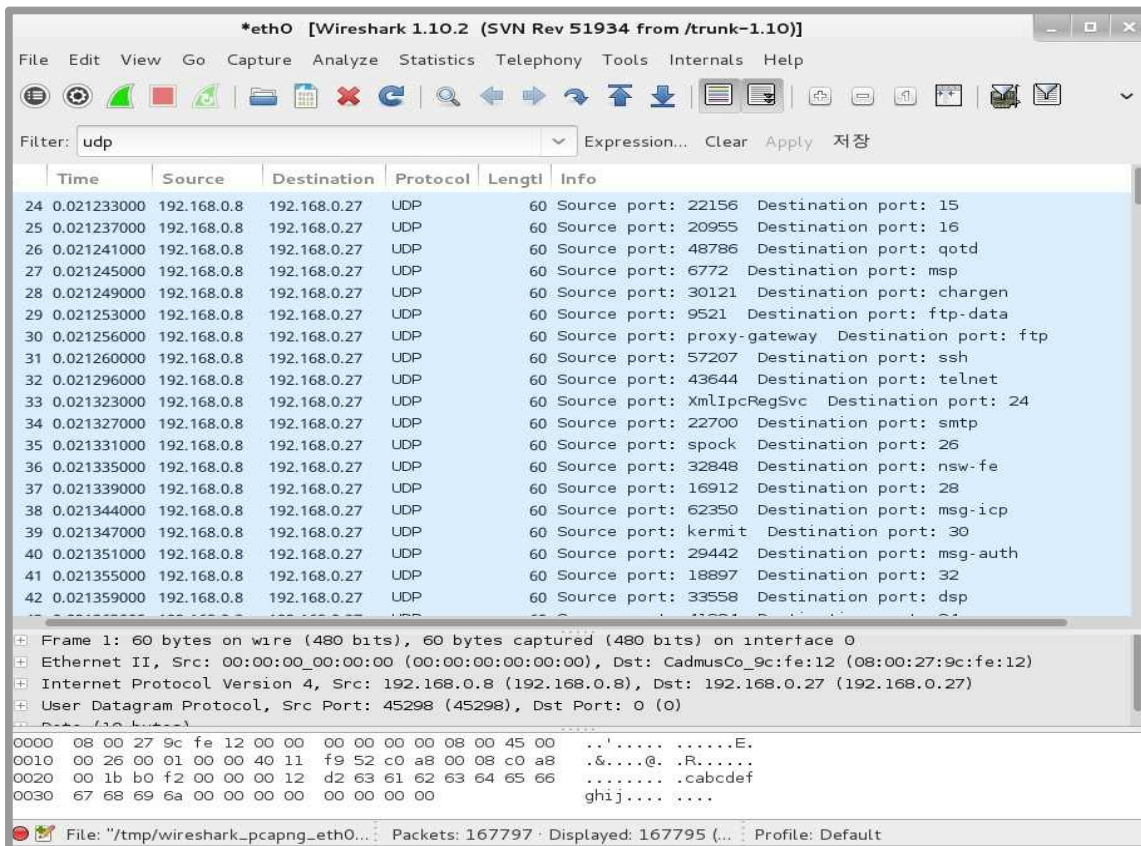 *eth0 [Wireshark 1.10.2 (SVN Rev 51934 from /trunk-1.10)]
File Edit View Go Capture Analyze Statistics Telephony Tools Internals Help
Filter: udp Expression... Clear Apply 저장
Time Source Destination Protocol Lengtl Info
24 0.021233000 192.168.0.8 192.168.0.27 UDP 60 Source port: 22156 Destination port: 15
25 0.021237000 192.168.0.8 192.168.0.27 UDP 60 Source port: 20955 Destination port: 16
26 0.021241000 192.168.0.8 192.168.0.27 UDP 60 Source port: 48786 Destination port: qotd
27 0.021245000 192.168.0.8 192.168.0.27 UDP 60 Source port: 6772 Destination port: msp
28 0.021249000 192.168.0.8 192.168.0.27 UDP 60 Source port: 30121 Destination port: chargen
29 0.021253000 192.168.0.8 192.168.0.27 UDP 60 Source port: 9521 Destination port: ftp-data
30 0.021256000 192.168.0.8 192.168.0.27 UDP 60 Source port: proxy-gateway Destination port: ftp
31 0.021260000 192.168.0.8 192.168.0.27 UDP 60 Source port: 57207 Destination port: ssh
32 0.021296000 192.168.0.8 192.168.0.27 UDP 60 Source port: 43644 Destination port: telnet
33 0.021323000 192.168.0.8 192.168.0.27 UDP 60 Source port: XmlIpcRegSvc Destination port: 24
34 0.021327000 192.168.0.8 192.168.0.27 UDP 60 Source port: 22700 Destination port: smtp
35 0.021331000 192.168.0.8 192.168.0.27 UDP 60 Source port: spock Destination port: 26
36 0.021335000 192.168.0.8 192.168.0.27 UDP 60 Source port: 32848 Destination port: nsw-fe
37 0.021339000 192.168.0.8 192.168.0.27 UDP 60 Source port: 16912 Destination port: 28
38 0.021344000 192.168.0.8 192.168.0.27 UDP 60 Source port: 62350 Destination port: msg-icp
39 0.021347000 192.168.0.8 192.168.0.27 UDP 60 Source port: kermit Destination port: 30
40 0.021351000 192.168.0.8 192.168.0.27 UDP 60 Source port: 29442 Destination port: msg-auth
41 0.021355000 192.168.0.8 192.168.0.27 UDP 60 Source port: 18897 Destination port: 32
42 0.021359000 192.168.0.8 192.168.0.27 UDP 60 Source port: 33558 Destination port: dsp
Frame 1: 60 bytes on wire (480 bits), 60 bytes captured (480 bits) on interface 0
Ethernet II, Src: 00:00:00_00:00:00 (00:00:00:00:00:00), Dst: CadmusCo_9c:fe:12 (08:00:27:9c:fe:12)
Internet Protocol Version 4, Src: 192.168.0.8 (192.168.0.8), Dst: 192.168.0.27 (192.168.0.27)
User Datagram Protocol, Src Port: 45298 (45298), Dst Port: 0 (0)
0000 08 00 27 9c fe 12 00 00 00 00 00 00 08 00 45 00 ..'..... ......E.
0010 00 26 00 01 00 00 40 11 f9 52 c0 a8 00 08 c0 a8 .&....@. .R......
0020 00 1b b0 f2 00 00 00 12 d2 63 61 62 63 64 65 66 ........ .cabcdef
0030 67 68 69 6a 00 00 00 00 00 00 00 00 ghij.... ....
File: "/tmp/wireshark_pcapng_eth0... Packets: 167797 · Displayed: 167795 (... Profile: Default